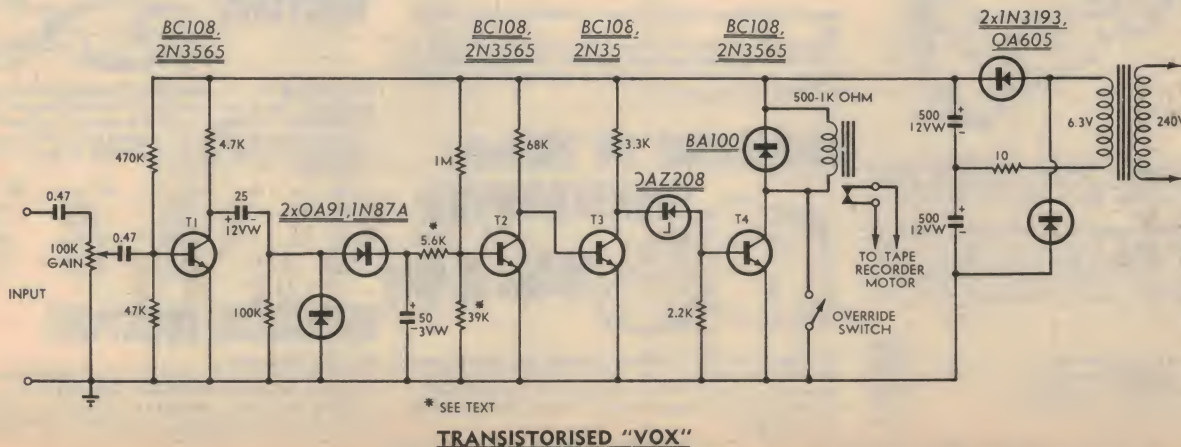 BC108,
2N3565
BC108,
2N3565
BC108,
2N35
BC108,
2N3565
2x1N3193,
OA605
500-1K OHM
470K
4.7K
1M
68K
3.3K
BA100
500
12VW
+
-
6.3V
240V
0.47
25
+
-
12VW
2xOA91,1N87A
OAZ208
10
T1
*
5.6K
T2
T3
T4
500
12VW
+
-
100K
GAIN
0.47
TO TAPE
RECORDER
MOTOR
INPUT
47K
100K
+
50
-3VW
*
39K
2.2K
OVERRIDE
SWITCH
* SEE TEXT
TRANSISTORISED "VOX"